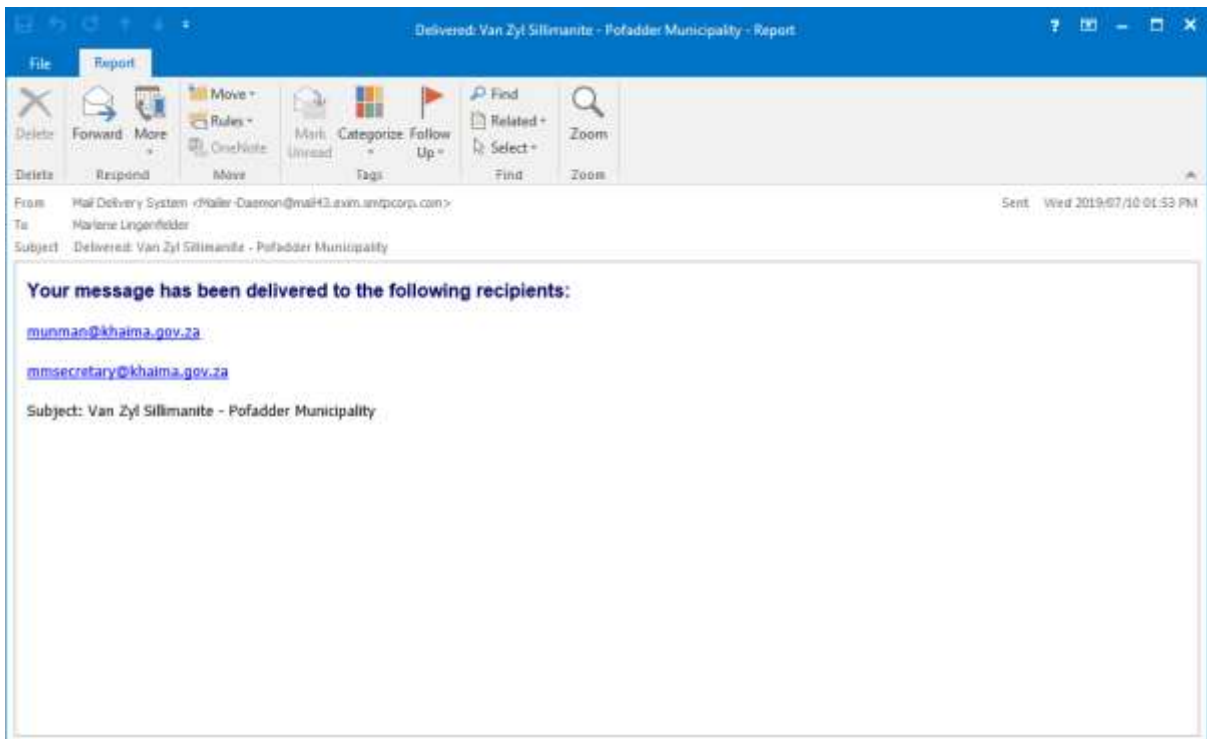 Delivered: Van Zyl Sillimanite - Pofadder Municipality - Report
File Report
Delete
Forward
More
Move
Rules
OneNote
Mark Unread
Categorize
Follow Up
Find
Related
Select
Zoom
Delete Respond Move Tags Find Zoom
From Mail Delivery System <Mailer-Daemon@mail43.exim.smtpcorp.com> Sent Wed 2019/07/10 01:53 PM
To Marlene Lingenfelder
Subject Delivered: Van Zyl Sillimanite - Pofadder Municipality
Your message has been delivered to the following recipients:
munman@khaima.gov.za
mmsecretary@khaima.gov.za
Subject: Van Zyl Sillimanite - Pofadder Municipality